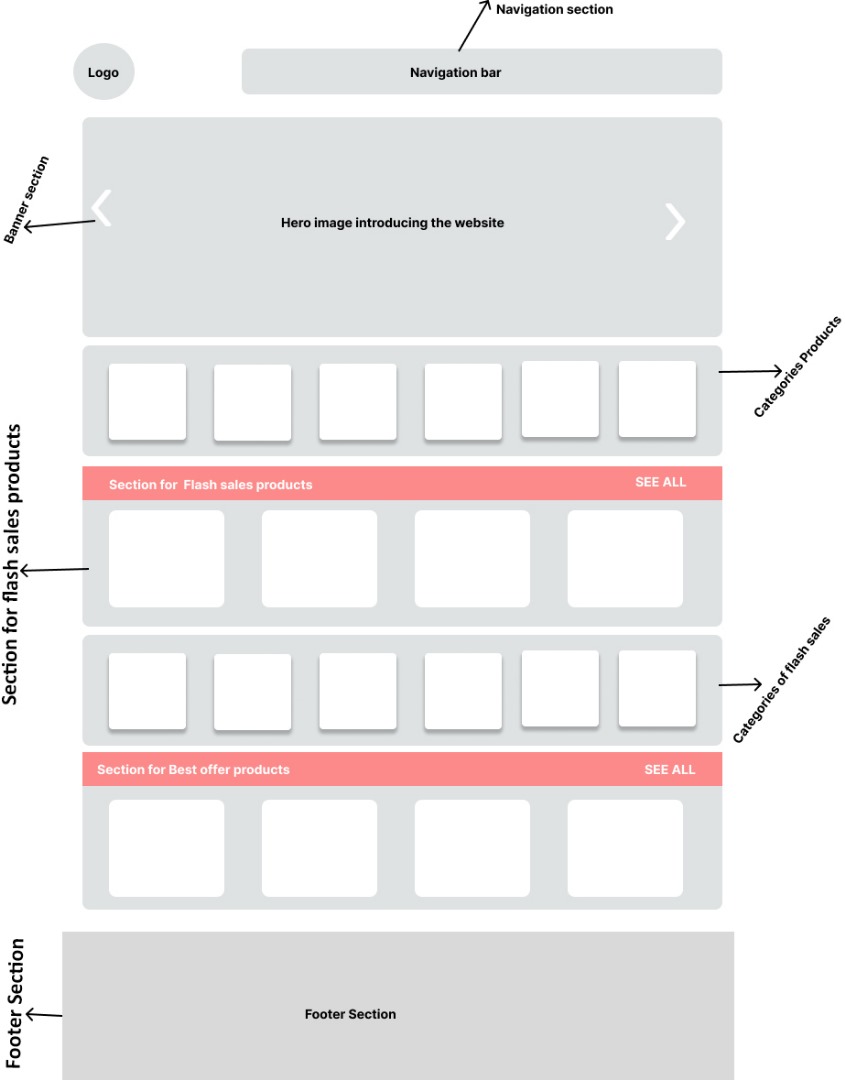 Navigation section
Logo
Navigation bar
Banner section
Hero image introducing the website
Categories Products
Section for Flash sales products
SEE ALL
Section for flash sales products
Categories of flash sales
Section for Best offer products
SEE ALL
Footer Section
Footer Section